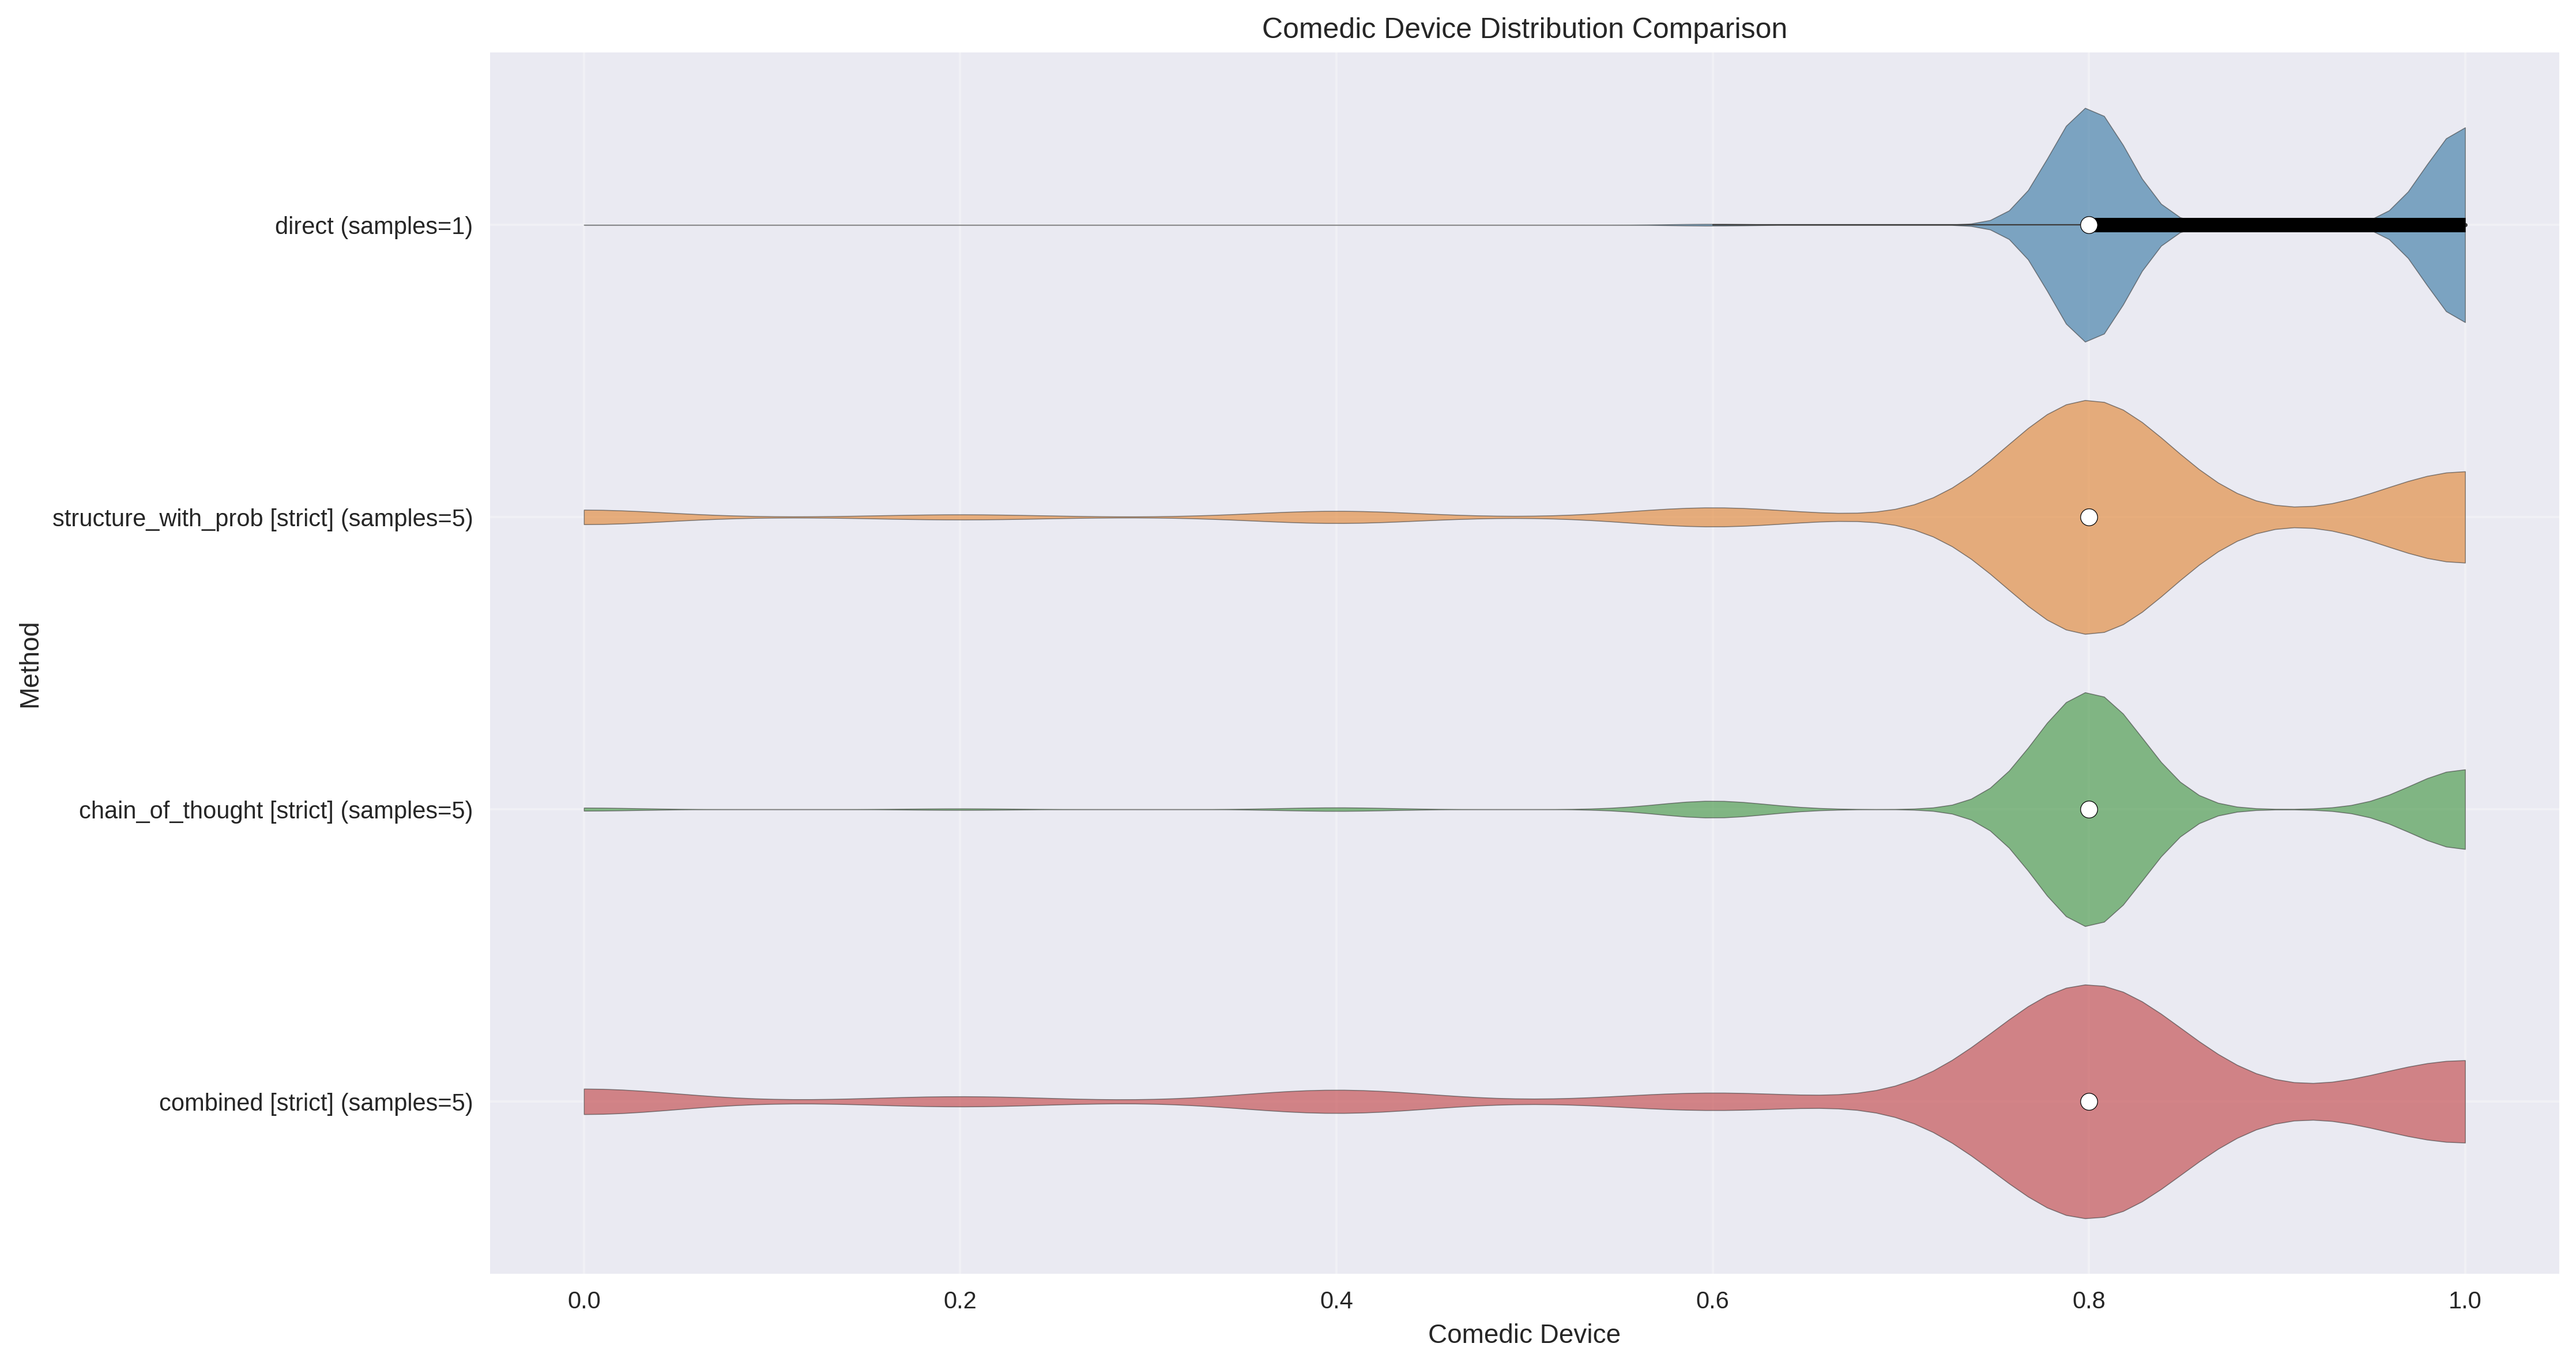 Comedic Device Distribution Comparison
direct (samples=1)
structure_with_prob [strict] (samples=5)
chain_of_thought [strict] (samples=5)
combined [strict] (samples=5)
Method
0.0 0.2 0.4 0.6 0.8 1.0
Comedic Device